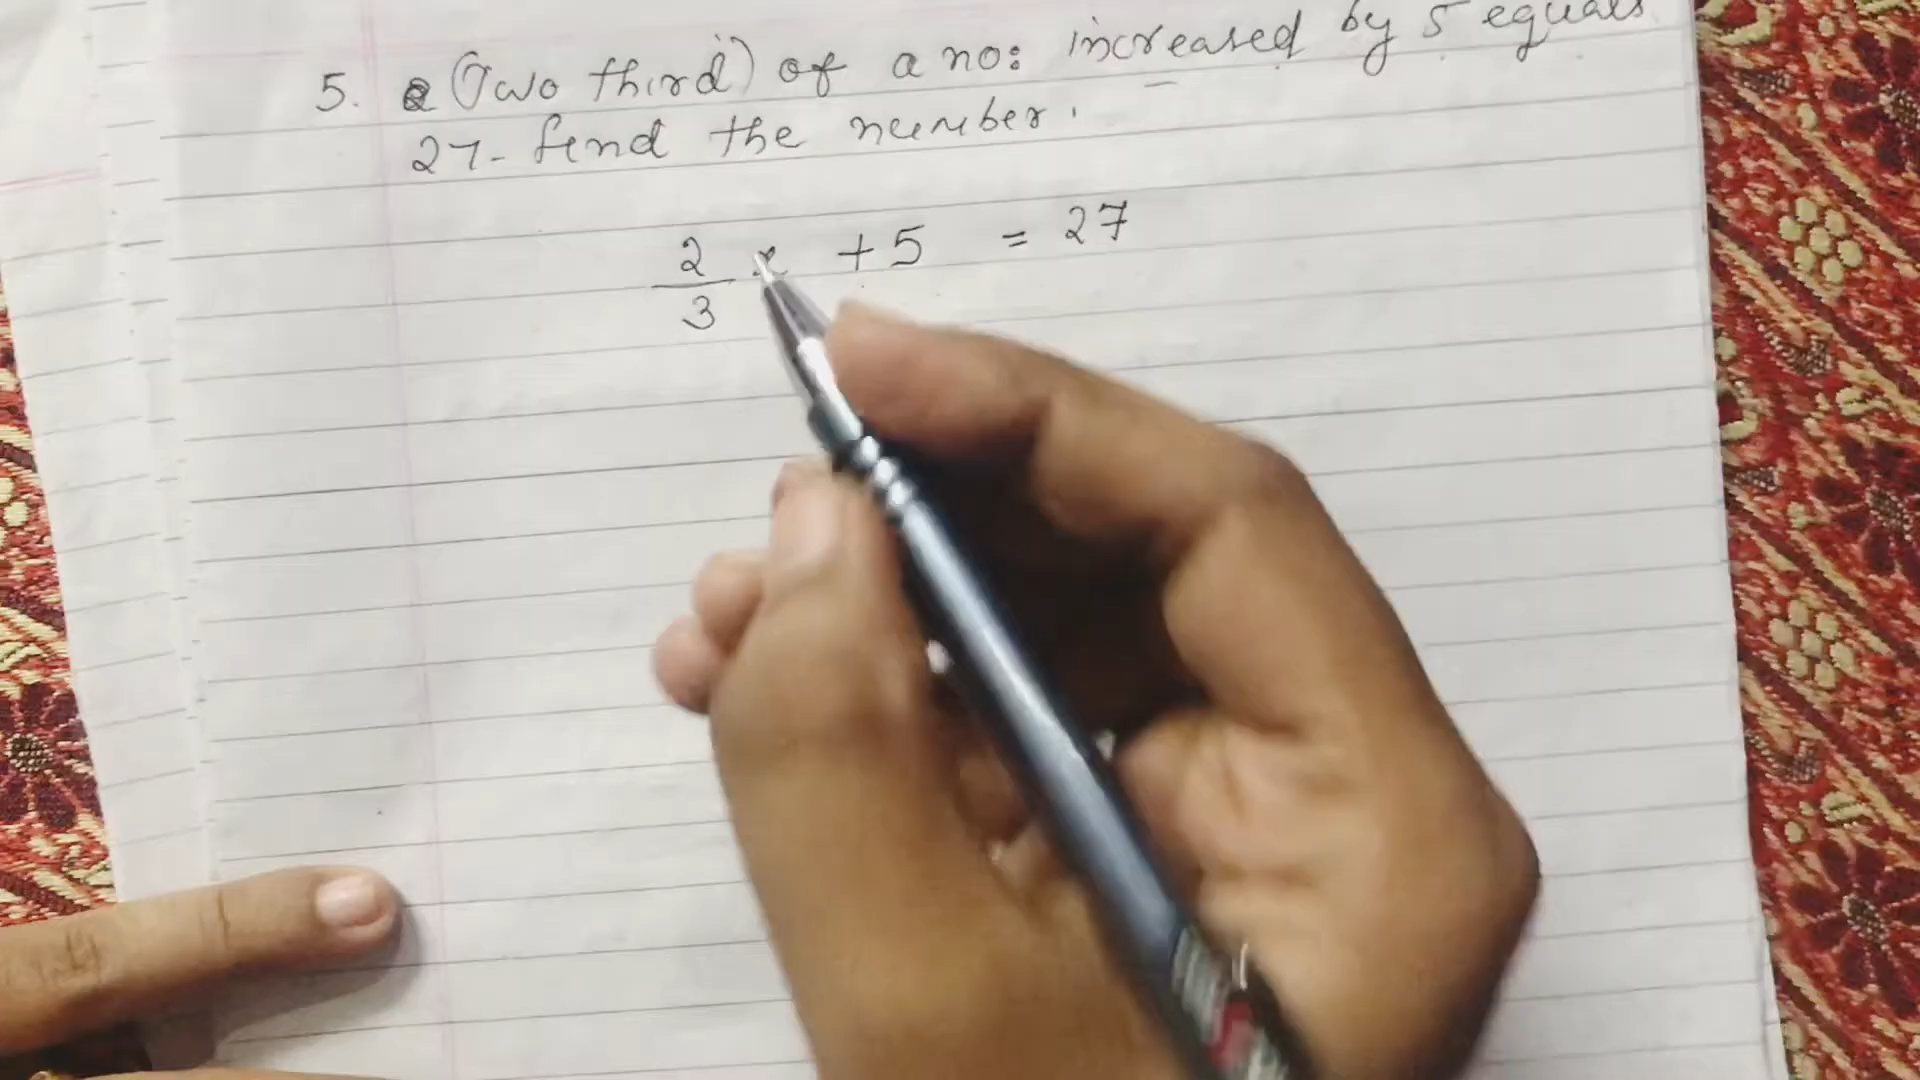 5. (Two third) of a no: increased by 5 equals
27- find the number.
2/3 x + 5 = 27